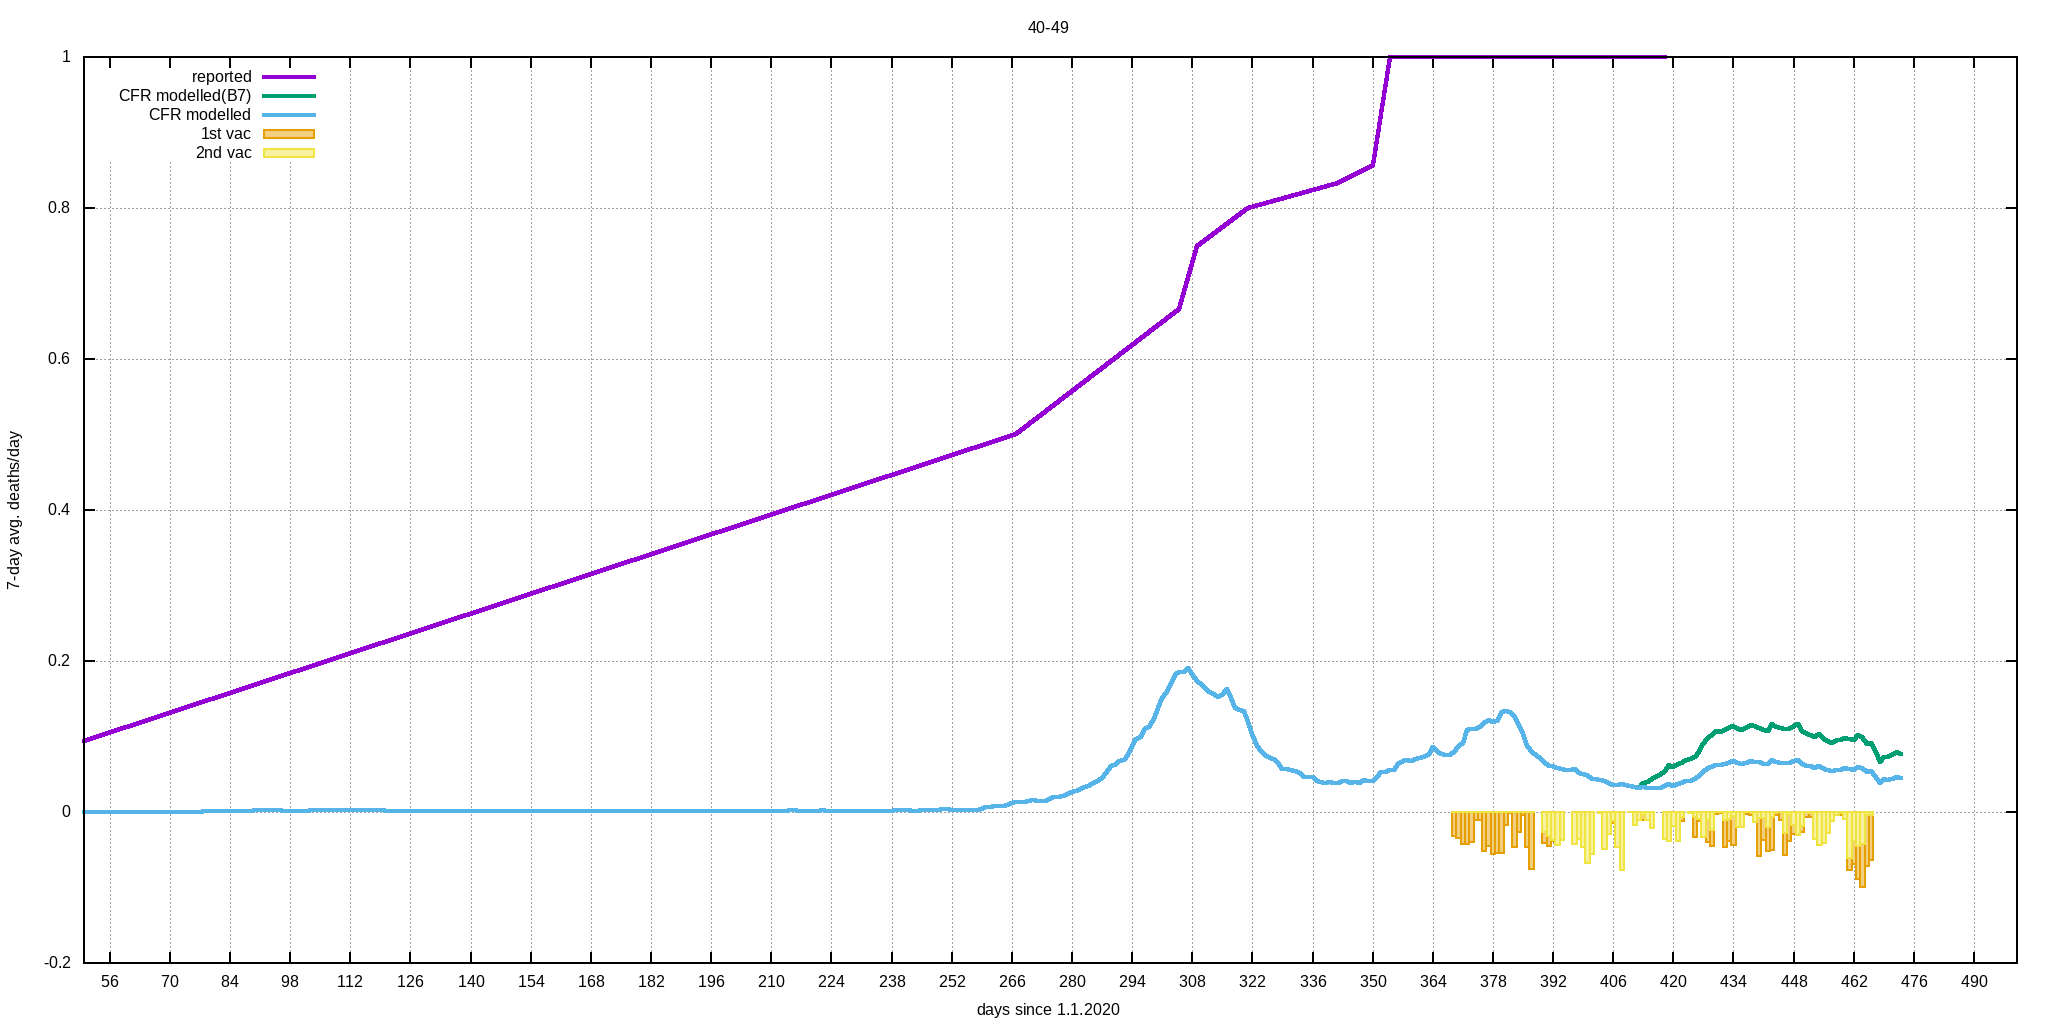 40-49
1
0.8
0.6
0.4
0.2
0
-0.2
7-day avg. deaths/day
reported
CFR modelled(B7)
CFR modelled
1st vac
2nd vac
56 70 84 98 112 126 140 154 168 182 196 210 224 238 252 266 280 294 308 322 336 350 364 378 392 406 420 434 448 462 476 490
days since 1.1.2020